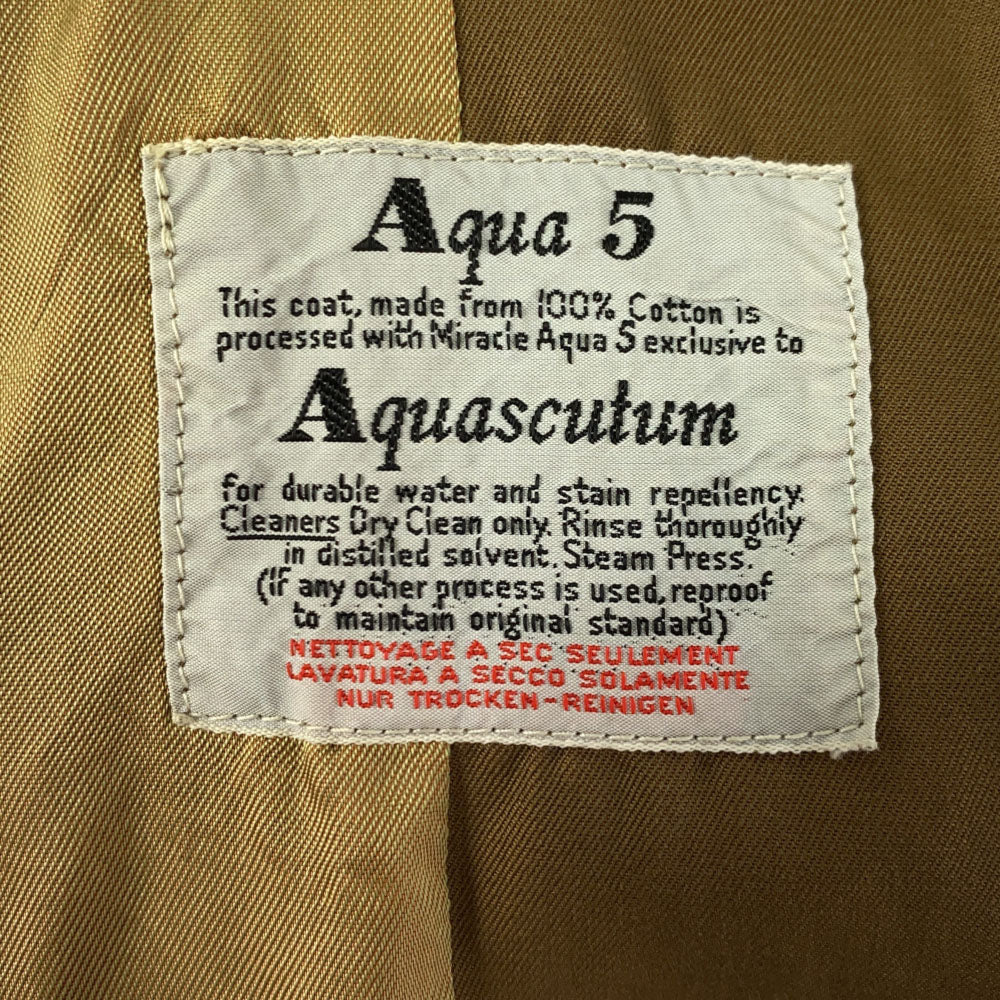 Aqua 5
This coat, made from 100% Cotton is
processed with Miracle Aqua 5 exclusive to
Aquascutum
for durable water and stain repellency.
Cleaners Dry Clean only. Rinse thoroughly
in distilled solvent. Steam Press.
(if any other process is used, reproof
to maintain original standard)
NETTOYAGE A SEC SEULEMENT
LAVATURA A SECCO SOLAMENTE
NUR TROCKEN-REINIGEN